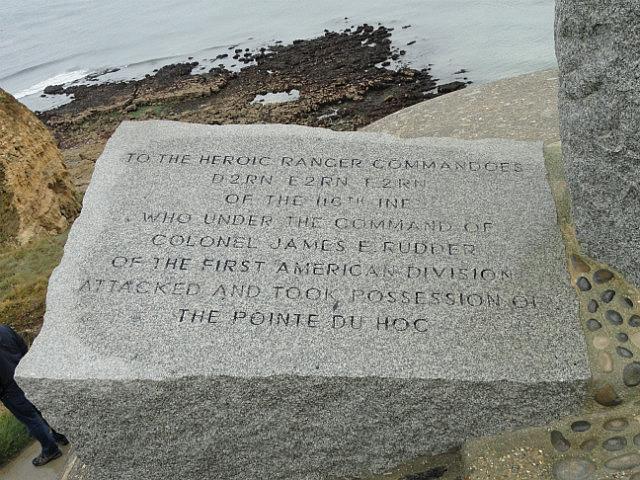 TO THE HEROIC RANGER COMMANDOES
D2RN E2RN F2RN
OF THE 116TH INF
WHO UNDER THE COMMAND OF
COLONEL JAMES E RUDDER
OF THE FIRST AMERICAN DIVISION
ATTACKED AND TOOK POSSESSION OF
THE POINTE DU HOC